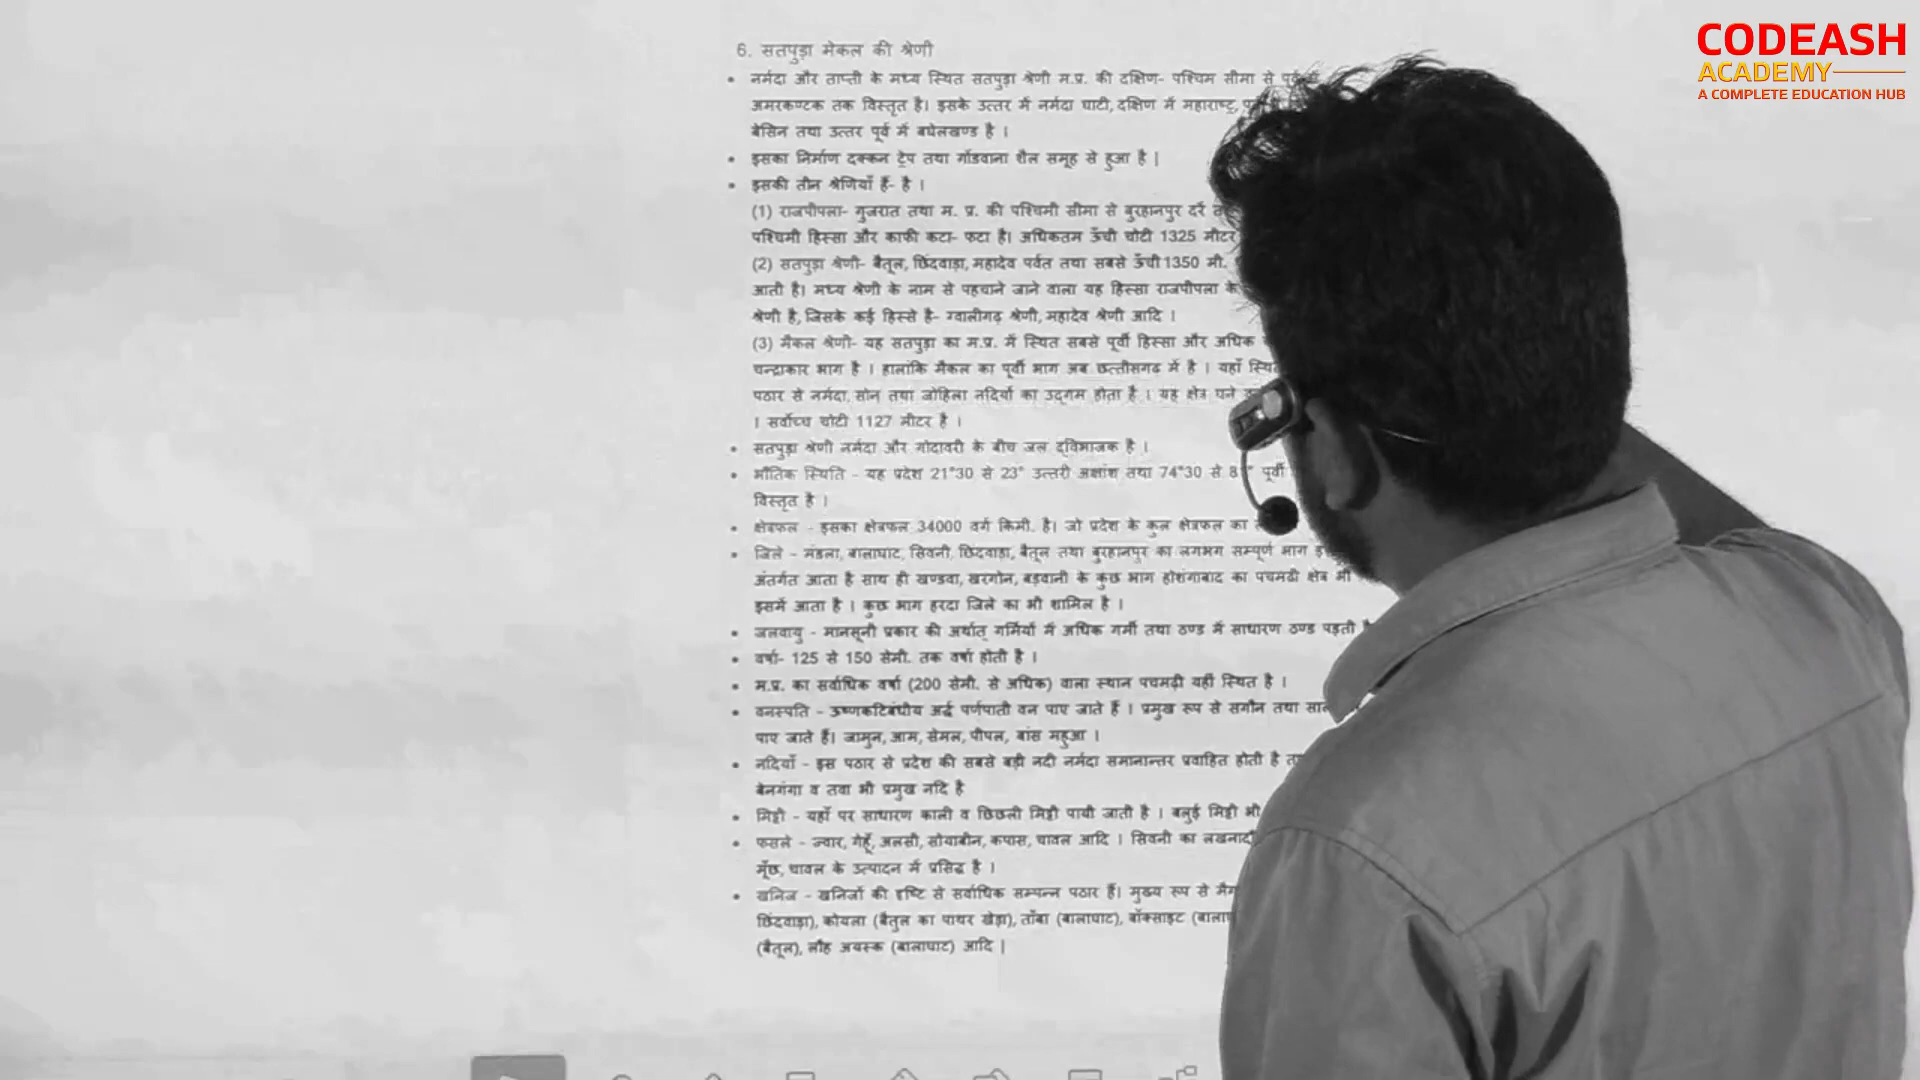 CODEASH
ACADEMY
A COMPLETE EDUCATION HUB
6. सतपुड़ा मेकल की श्रेणी
• नर्मदा और ताप्ती के मध्य स्थित सतपुड़ा श्रेणी म.प्र. की दक्षिण- पश्चिम सीमा से
अमरकण्टक तक विस्तृत है। इसके उत्तर में नर्मदा घाटी, दक्षिण में महाराष्ट्र,
बेसिन तथा उत्तर पूर्व में बघेलखण्ड है ।
• इसका निर्माण दक्कन ट्रेप तथा गोंडवाना शैल समूह से हुआ है |
• इसकी तीन श्रेणियाँ हैं- है ।
(1) राजपीपला- गुजरात तथा म. प्र. की पश्चिमी सीमा से बुरहानपुर दर्रे
पश्चिमी हिस्सा और काफी कटा- फटा है। अधिकतम ऊँची चोटी 1325 मीटर
(2) सतपुड़ा श्रेणी- बैतूल, छिंदवाड़ा, महादेव पर्वत तथा सबसे ऊँची 1350 मी.
आती है। मध्य श्रेणी के नाम से पहचाने जाने वाला यह हिस्सा राजपीपला के
श्रेणी है, जिसके कई हिस्से है- ग्वालीगढ़ श्रेणी, महादेव श्रेणी आदि ।
(3) मैकल श्रेणी- यह सतपुड़ा का म.प्र. में स्थित सबसे पूर्वी हिस्सा और अधिक
चन्द्राकार भाग है । हालांकि मैकल का पूर्वी भाग अब छत्तीसगढ में है । यहाँ
पठार से नर्मदा, सोन तथा जोहिला नदियों का उद्गम होता है । यह क्षेत्र घने
। सर्वोच्च चोटी 1127 मीटर है ।
• सतपुड़ा श्रेणी नर्मदा और गोदावरी के बीच जल द्विभाजक है ।
• भौतिक स्थिति - यह प्रदेश 21°30 से 23° उत्तरी अक्षांश तथा 74°30 से पूर्वी
विस्तृत है ।
• क्षेत्रफल - इसका क्षेत्रफल 34000 वर्ग किमी. है। जो प्रदेश के कुल क्षेत्रफल का
• जिले - मंडला, बालाघाट, सिवनी, छिंदवाड़ा, बैतूल तथा बुरहानपुर का लगभग सम्पूर्ण भाग
अंतर्गत आता है साथ ही खण्डवा, खरगोन, बड़वानी के कुछ भाग होशंगाबाद का पचमढी क्षेत्र भी
इसमें आता है । कुछ भाग हरदा जिले का भी शामिल है ।
• जलवायु - मानसूनी प्रकार की अर्थात् गर्मियों में अधिक गर्मी तथा ठण्ड में साधारण ठण्ड पड़ती
• वर्षा- 125 से 150 सेमी. तक वर्षा होती है ।
• म.प्र. का सर्वाधिक वर्षा (200 सेमी. से अधिक) वाला स्थान पचमढ़ी यहीं स्थित है ।
• वनस्पति - ऊष्णकटिबंधीय अर्द्ध पर्णपाती वन पाए जाते हैं । प्रमुख रूप से सगौन तथा
पाए जाते हैं। जामुन, आम, सेमल, पीपल, बांस महुआ ।
• नदियाँ - इस पठार से प्रदेश की सबसे बड़ी नदी नर्मदा समानान्तर प्रवाहित होती है
बेनगंगा व तवा भी प्रमुख नदि है
• मिट्टी - यहाँ पर साधारण काली व छिछली मिट्टी पायी जाती है । बलुई मिट्टी भी
• फसले - ज्वार, गेहूँ, अलसी, सोयाबीन, कपास, चावल आदि । सिवनी का
मूँछ, चावल के उत्पादन में प्रसिद्ध है ।
• खनिज - खनिजों की दृष्टि से सर्वाधिक सम्पन्न पठार हैं। मुख्य रूप से
छिंदवाड़ा), कोयला (बैतुल का पाथर खेड़ा), ताँबा (बालाघाट), बॉक्साइट
(बैतूल), लौह अयस्क (बालाघाट) आदि |